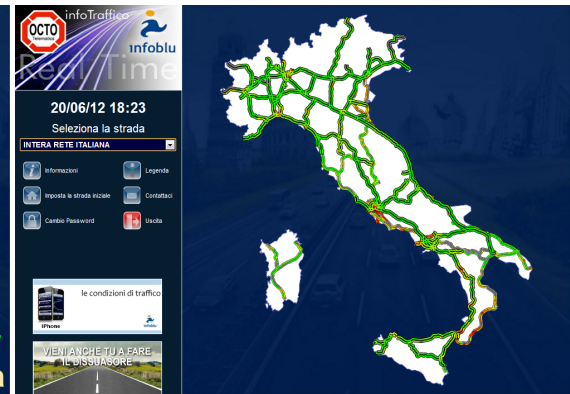 infoTraffico
OCTO
Telematics
infoblu
Real Time
20/06/12 18:23
Seleziona la strada
INTERA RETE ITALIANA
Informazioni
Legenda
Imposta la strada iniziale
Contattaci
Cambio Password
Uscita
le condizioni di traffico
iPhone
infoblu
VIENI ANCHE TU A FARE
IL DISSUASORE